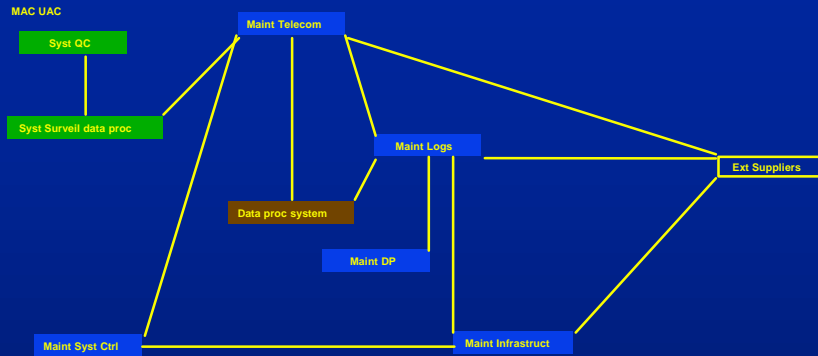 MAC UAC
Maint Telecom
Syst QC
Syst Surveil data proc
Maint Logs
Ext Suppliers
Data proc system
Maint DP
Maint Syst Ctrl
Maint Infrastruct